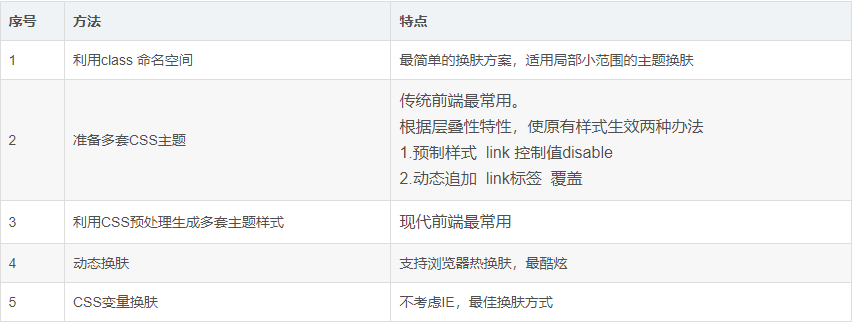 序号 方法 特点
1 利用class 命名空间 最简单的换肤方案，适用局部小范围的主题换肤
2 准备多套CSS主题 传统前端最常用。
根据层叠性特性，使原有样式生效两种办法
1.预制样式 link 控制值disable
2.动态追加 link标签 覆盖
3 利用CSS预处理生成多套主题样式 现代前端最常用
4 动态换肤 支持浏览器热换肤，最酷炫
5 CSS变量换肤 不考虑IE，最佳换肤方式